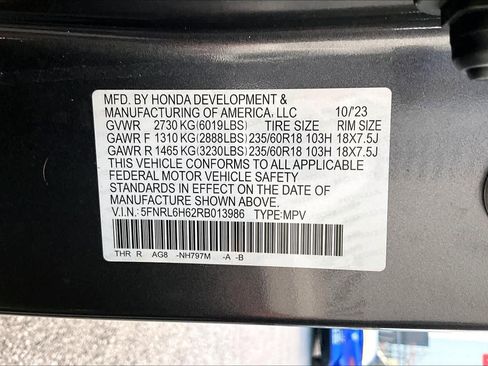 MFD. BY HONDA DEVELOPMENT &
MANUFACTURING OF AMERICA, LLC 10/'23
GVWR 2730 KG(6019LBS) TIRE SIZE RIM SIZE
GAWR F 1310 KG(2888LBS) 235/60R18 103H 18X7.5J
GAWR R 1465 KG(3230LBS) 235/60R18 103H 18X7.5J
THIS VEHICLE CONFORMS TO ALL APPLICABLE
FEDERAL MOTOR VEHICLE SAFETY
STANDARDS IN EFFECT ON THE DATE OF
MANUFACTURE SHOWN ABOVE.
V.I.N.: 5FNRL6H62RB013986 TYPE:MPV
THR R AG8 -NH797M -A -B